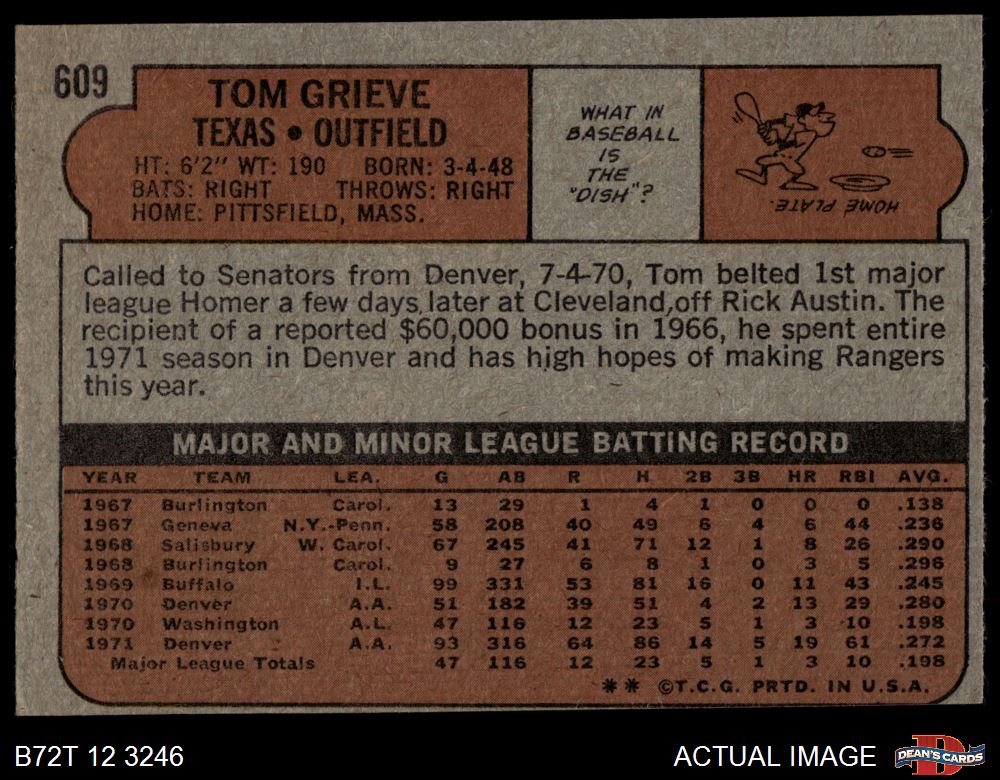 609
TOM GRIEVE
TEXAS • OUTFIELD
HT: 6'2" WT: 190 BORN: 3-4-48
BATS: RIGHT THROWS: RIGHT
HOME: PITTSFIELD, MASS.
WHAT IN
BASEBALL
IS
THE
"DISH"?
HOME PLATE.
Called to Senators from Denver, 7-4-70, Tom belted 1st major
league Homer a few days later at Cleveland, off Rick Austin. The
recipient of a reported $60,000 bonus in 1966, he spent entire
1971 season in Denver and has high hopes of making Rangers
this year.
MAJOR AND MINOR LEAGUE BATTING RECORD
YEAR TEAM LEA. G AB R H 2B 3B HR RBI AVG.
1967 Burlington Carol. 13 29 1 4 1 0 0 0 .138
1967 Geneva N.Y.-Penn. 58 208 40 49 6 4 6 44 .236
1968 Salisbury W. Carol. 67 245 41 71 12 1 8 26 .290
1968 Burlington Carol. 9 27 6 8 1 0 3 5 .296
1969 Buffalo I.L. 99 331 53 81 16 0 11 43 .245
1970 Denver A.A. 51 182 39 51 4 2 13 29 .280
1970 Washington A.L. 47 116 12 23 5 1 3 10 .198
1971 Denver A.A. 93 316 64 86 14 5 19 61 .272
Major League Totals 47 116 12 23 5 1 3 10 .198
** ©T.C.G. PRTD. IN U.S.A.
B72T 12 3246 ACTUAL IMAGE DEAN'S CARDS